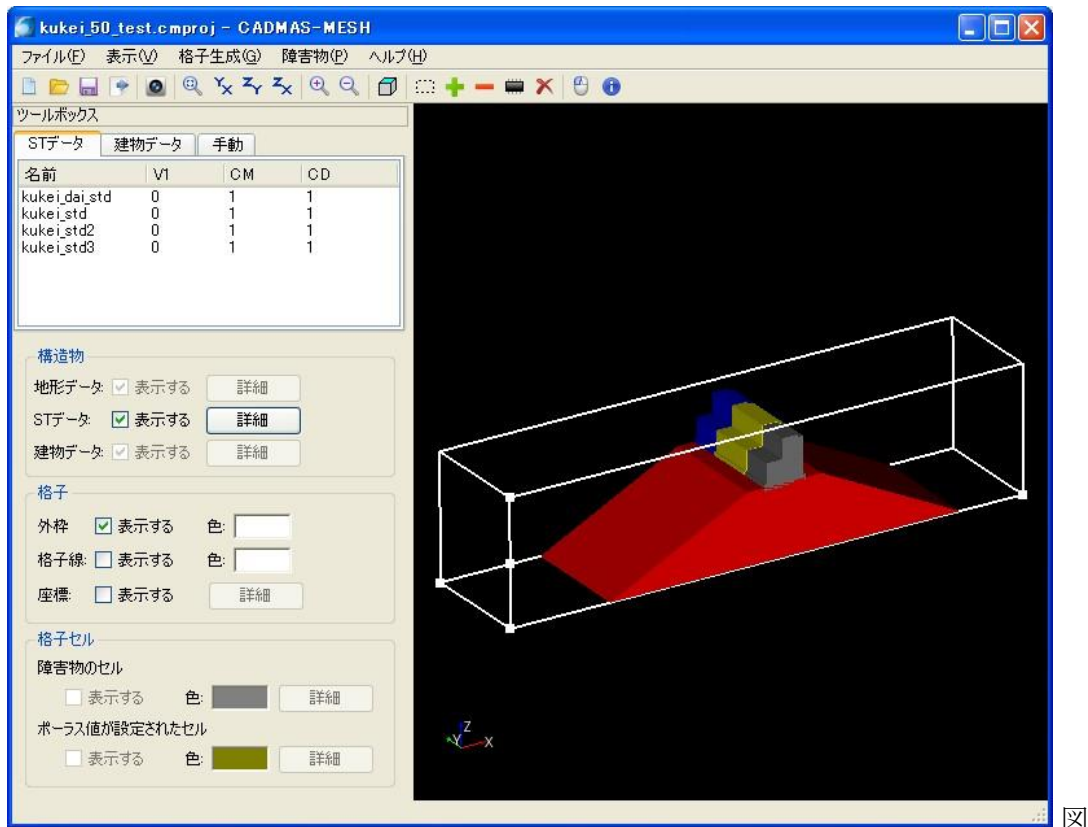 kukei_50_test.cmproj - CADMAS-MESH
ファイル(F) 表示(V) 格子生成(G) 障害物(P) ヘルプ(H)
ツールボックス
STデータ 建物データ 手動
名前 V1 CM CD
kukei_dai_std 0 1 1
kukei_std 0 1 1
kukei_std2 0 1 1
kukei_std3 0 1 1
構造物
地形データ: 表示する 詳細
STデータ: 表示する 詳細
建物データ: 表示する 詳細
格子
外枠 表示する 色:
格子線: 表示する 色:
座標: 表示する 詳細
格子セル
障害物のセル
表示する 色: 詳細
ポーラス値が設定されたセル
表示する 色: 詳細
Z
Y X
図